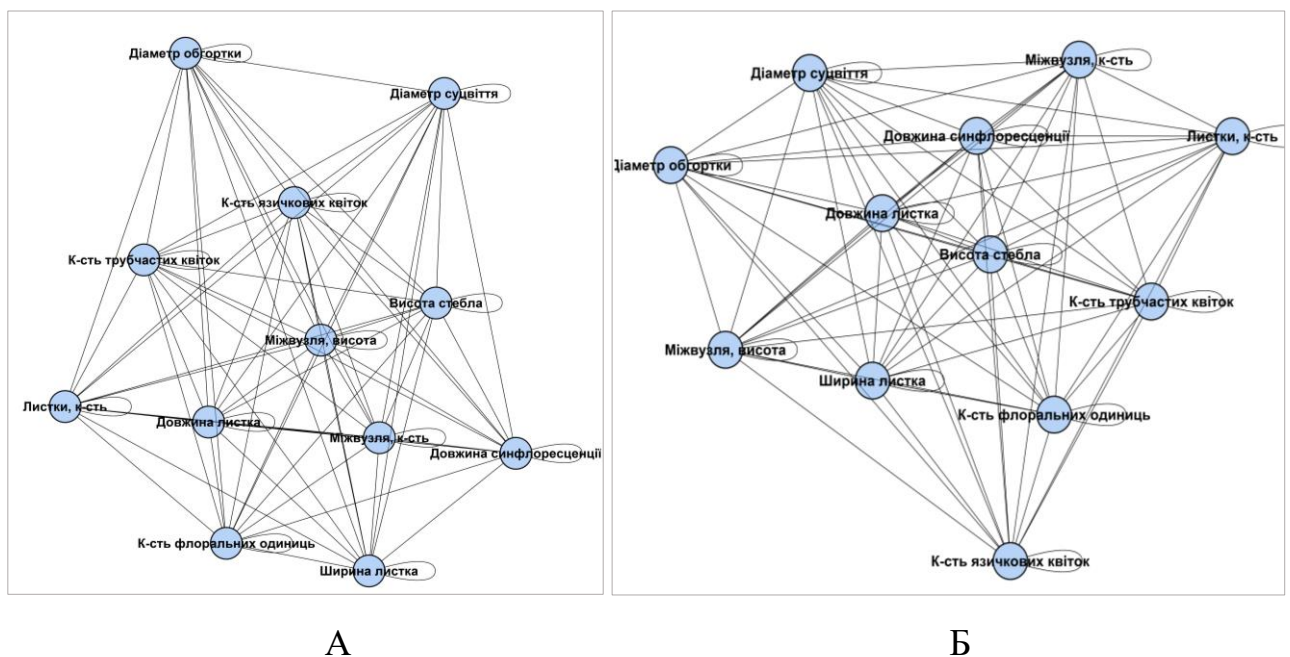 Діаметр обгортки
Діаметр суцвіття
К-сть язичкових квіток
К-сть трубчастих квіток
Висота стебла
Міжвузля, висота
Листки, к-сть
Довжина листка
Міжвузля, к-сть
Довжина синфлоресценції
К-сть флоральних одиниць
Ширина листка
А
Міжвузля, к-сть
Діаметр суцвіття
Довжина синфлоресценції
Листки, к-сть
Діаметр обгортки
Довжина листка
Висота стебла
К-сть трубчастих квіток
Міжвузля, висота
Ширина листка
К-сть флоральних одиниць
К-сть язичкових квіток
Б